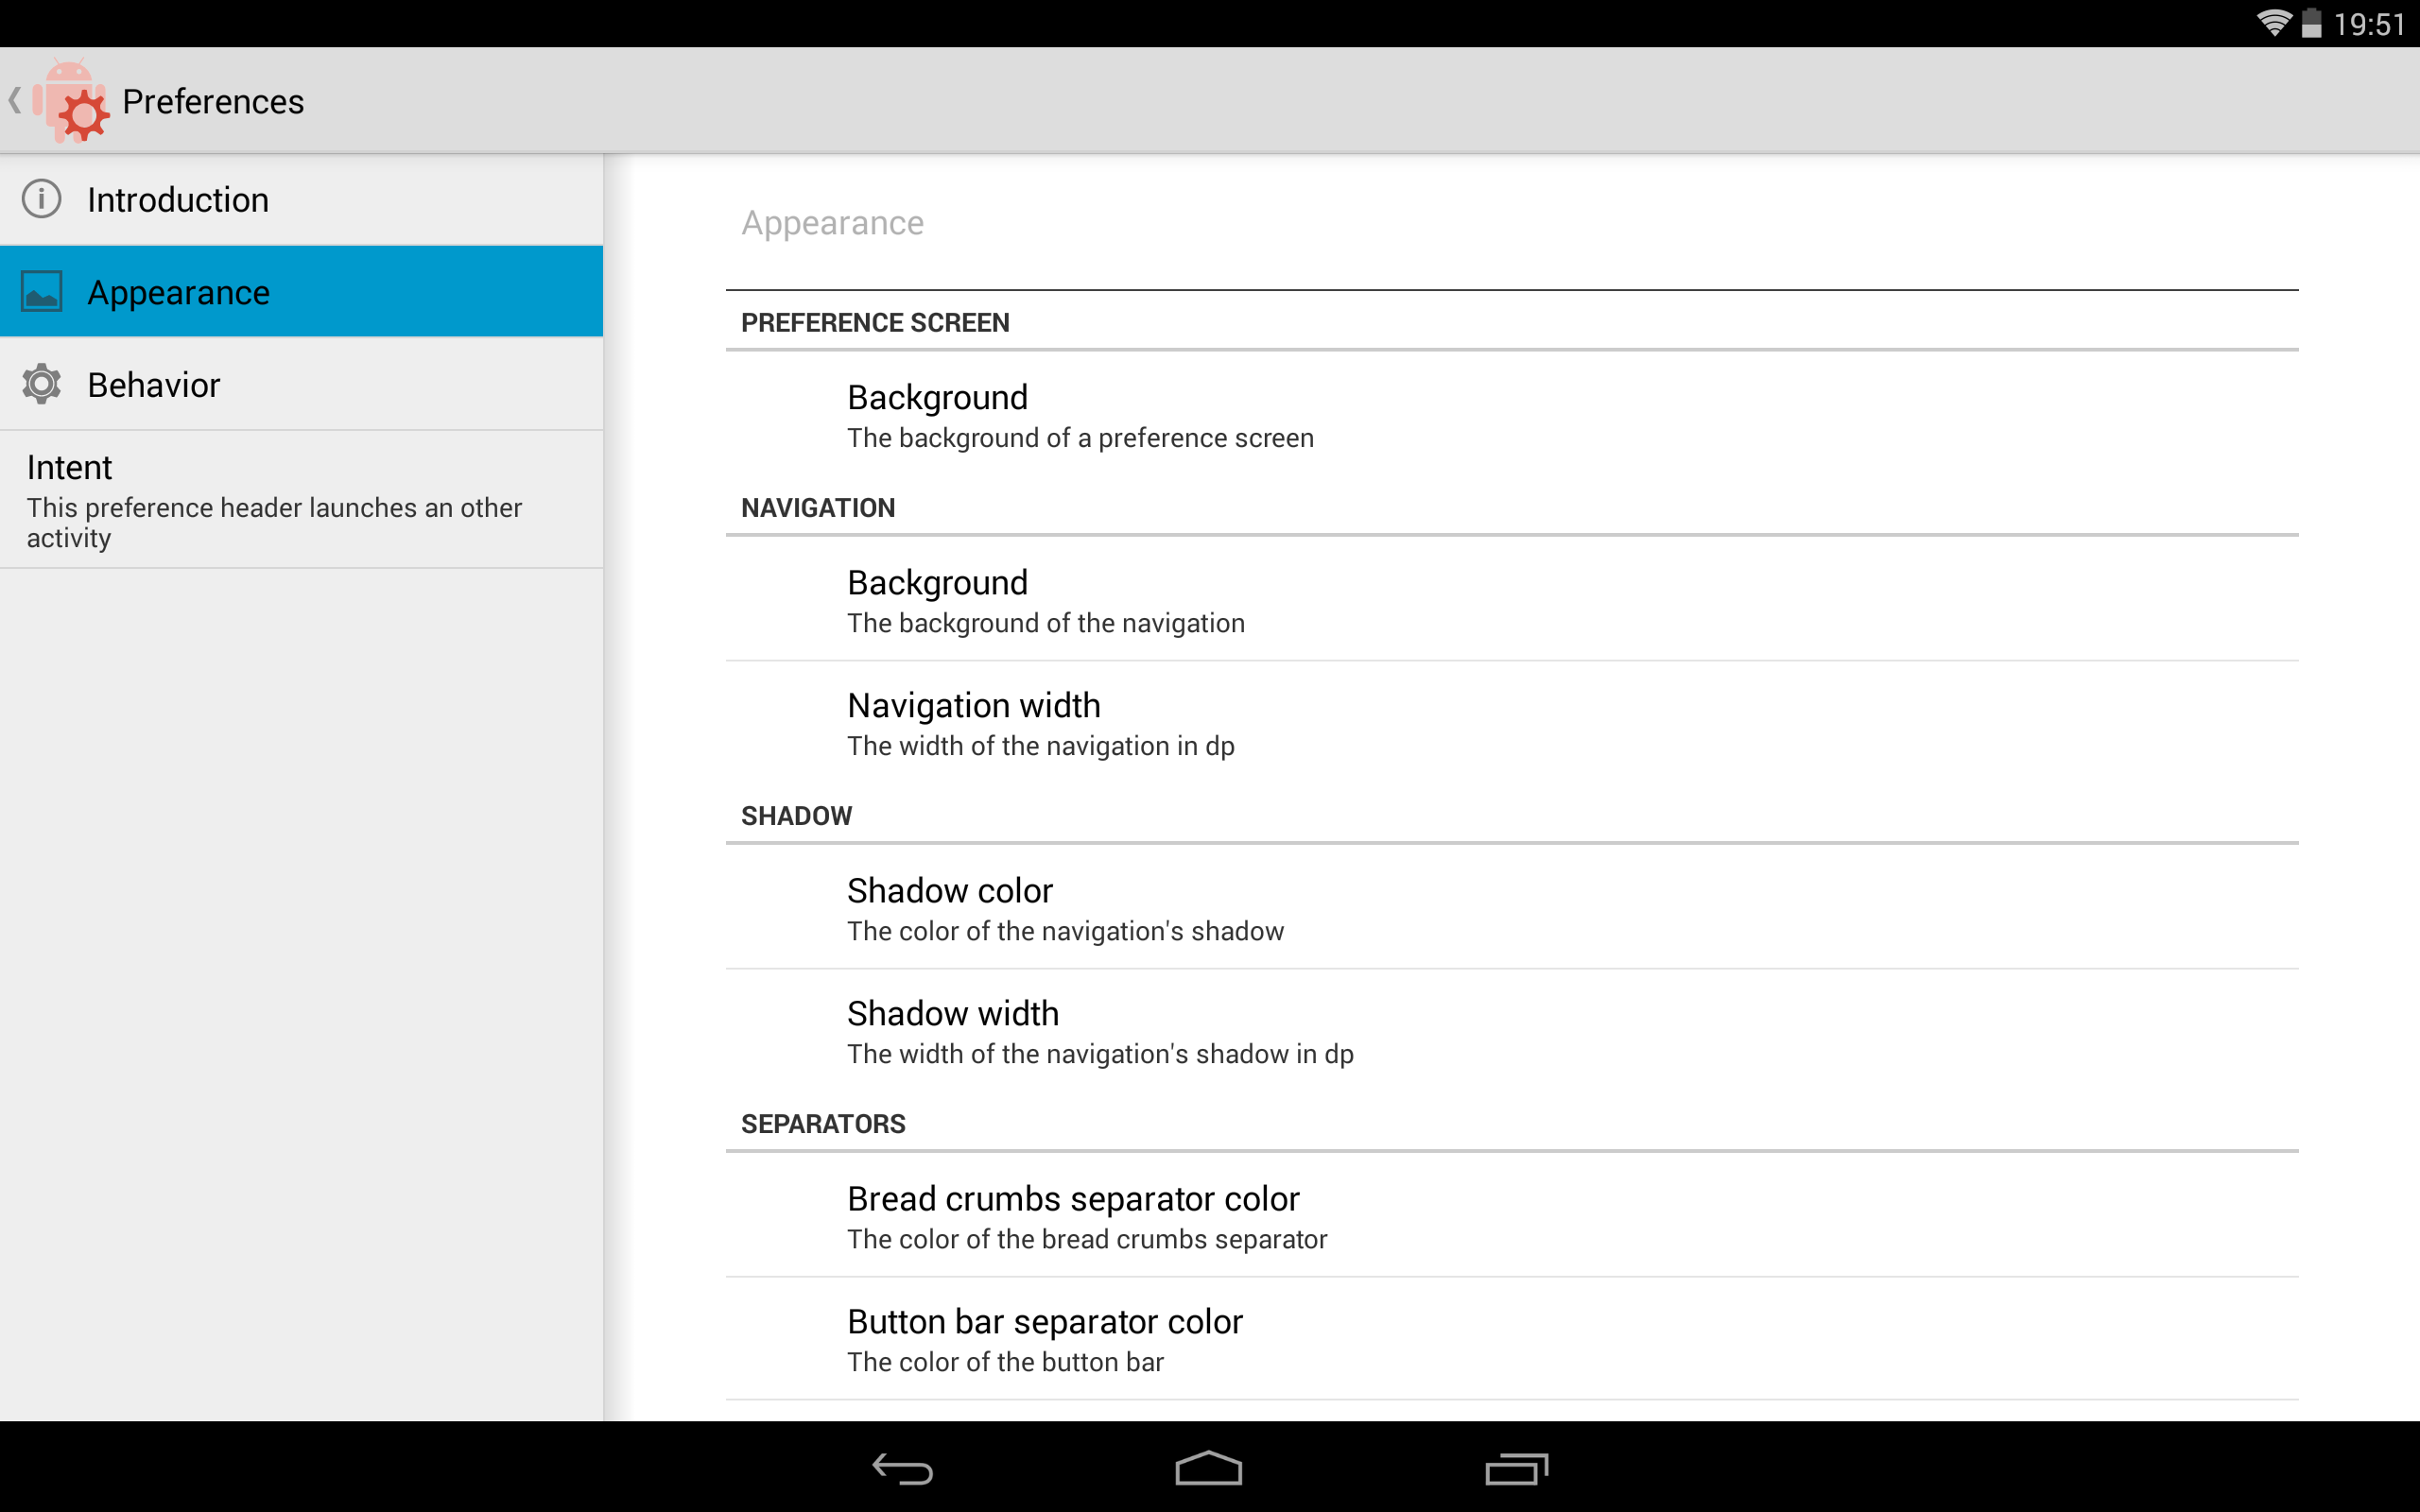 19:51
Preferences
Introduction
Appearance
Behavior
Intent
This preference header launches an other
activity
Appearance
PREFERENCE SCREEN
Background
The background of a preference screen
NAVIGATION
Background
The background of the navigation
Navigation width
The width of the navigation in dp
SHADOW
Shadow color
The color of the navigation's shadow
Shadow width
The width of the navigation's shadow in dp
SEPARATORS
Bread crumbs separator color
The color of the bread crumbs separator
Button bar separator color
The color of the button bar